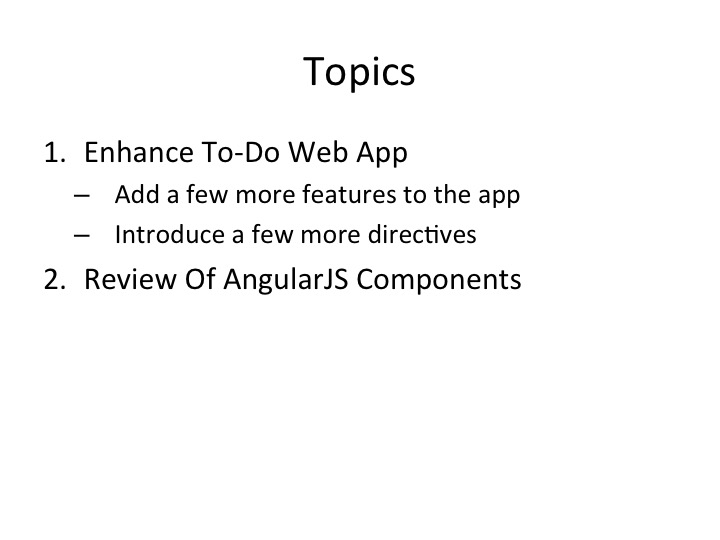 Topics
1. Enhance To-Do Web App
– Add a few more features to the app
– Introduce a few more directives
2. Review Of AngularJS Components